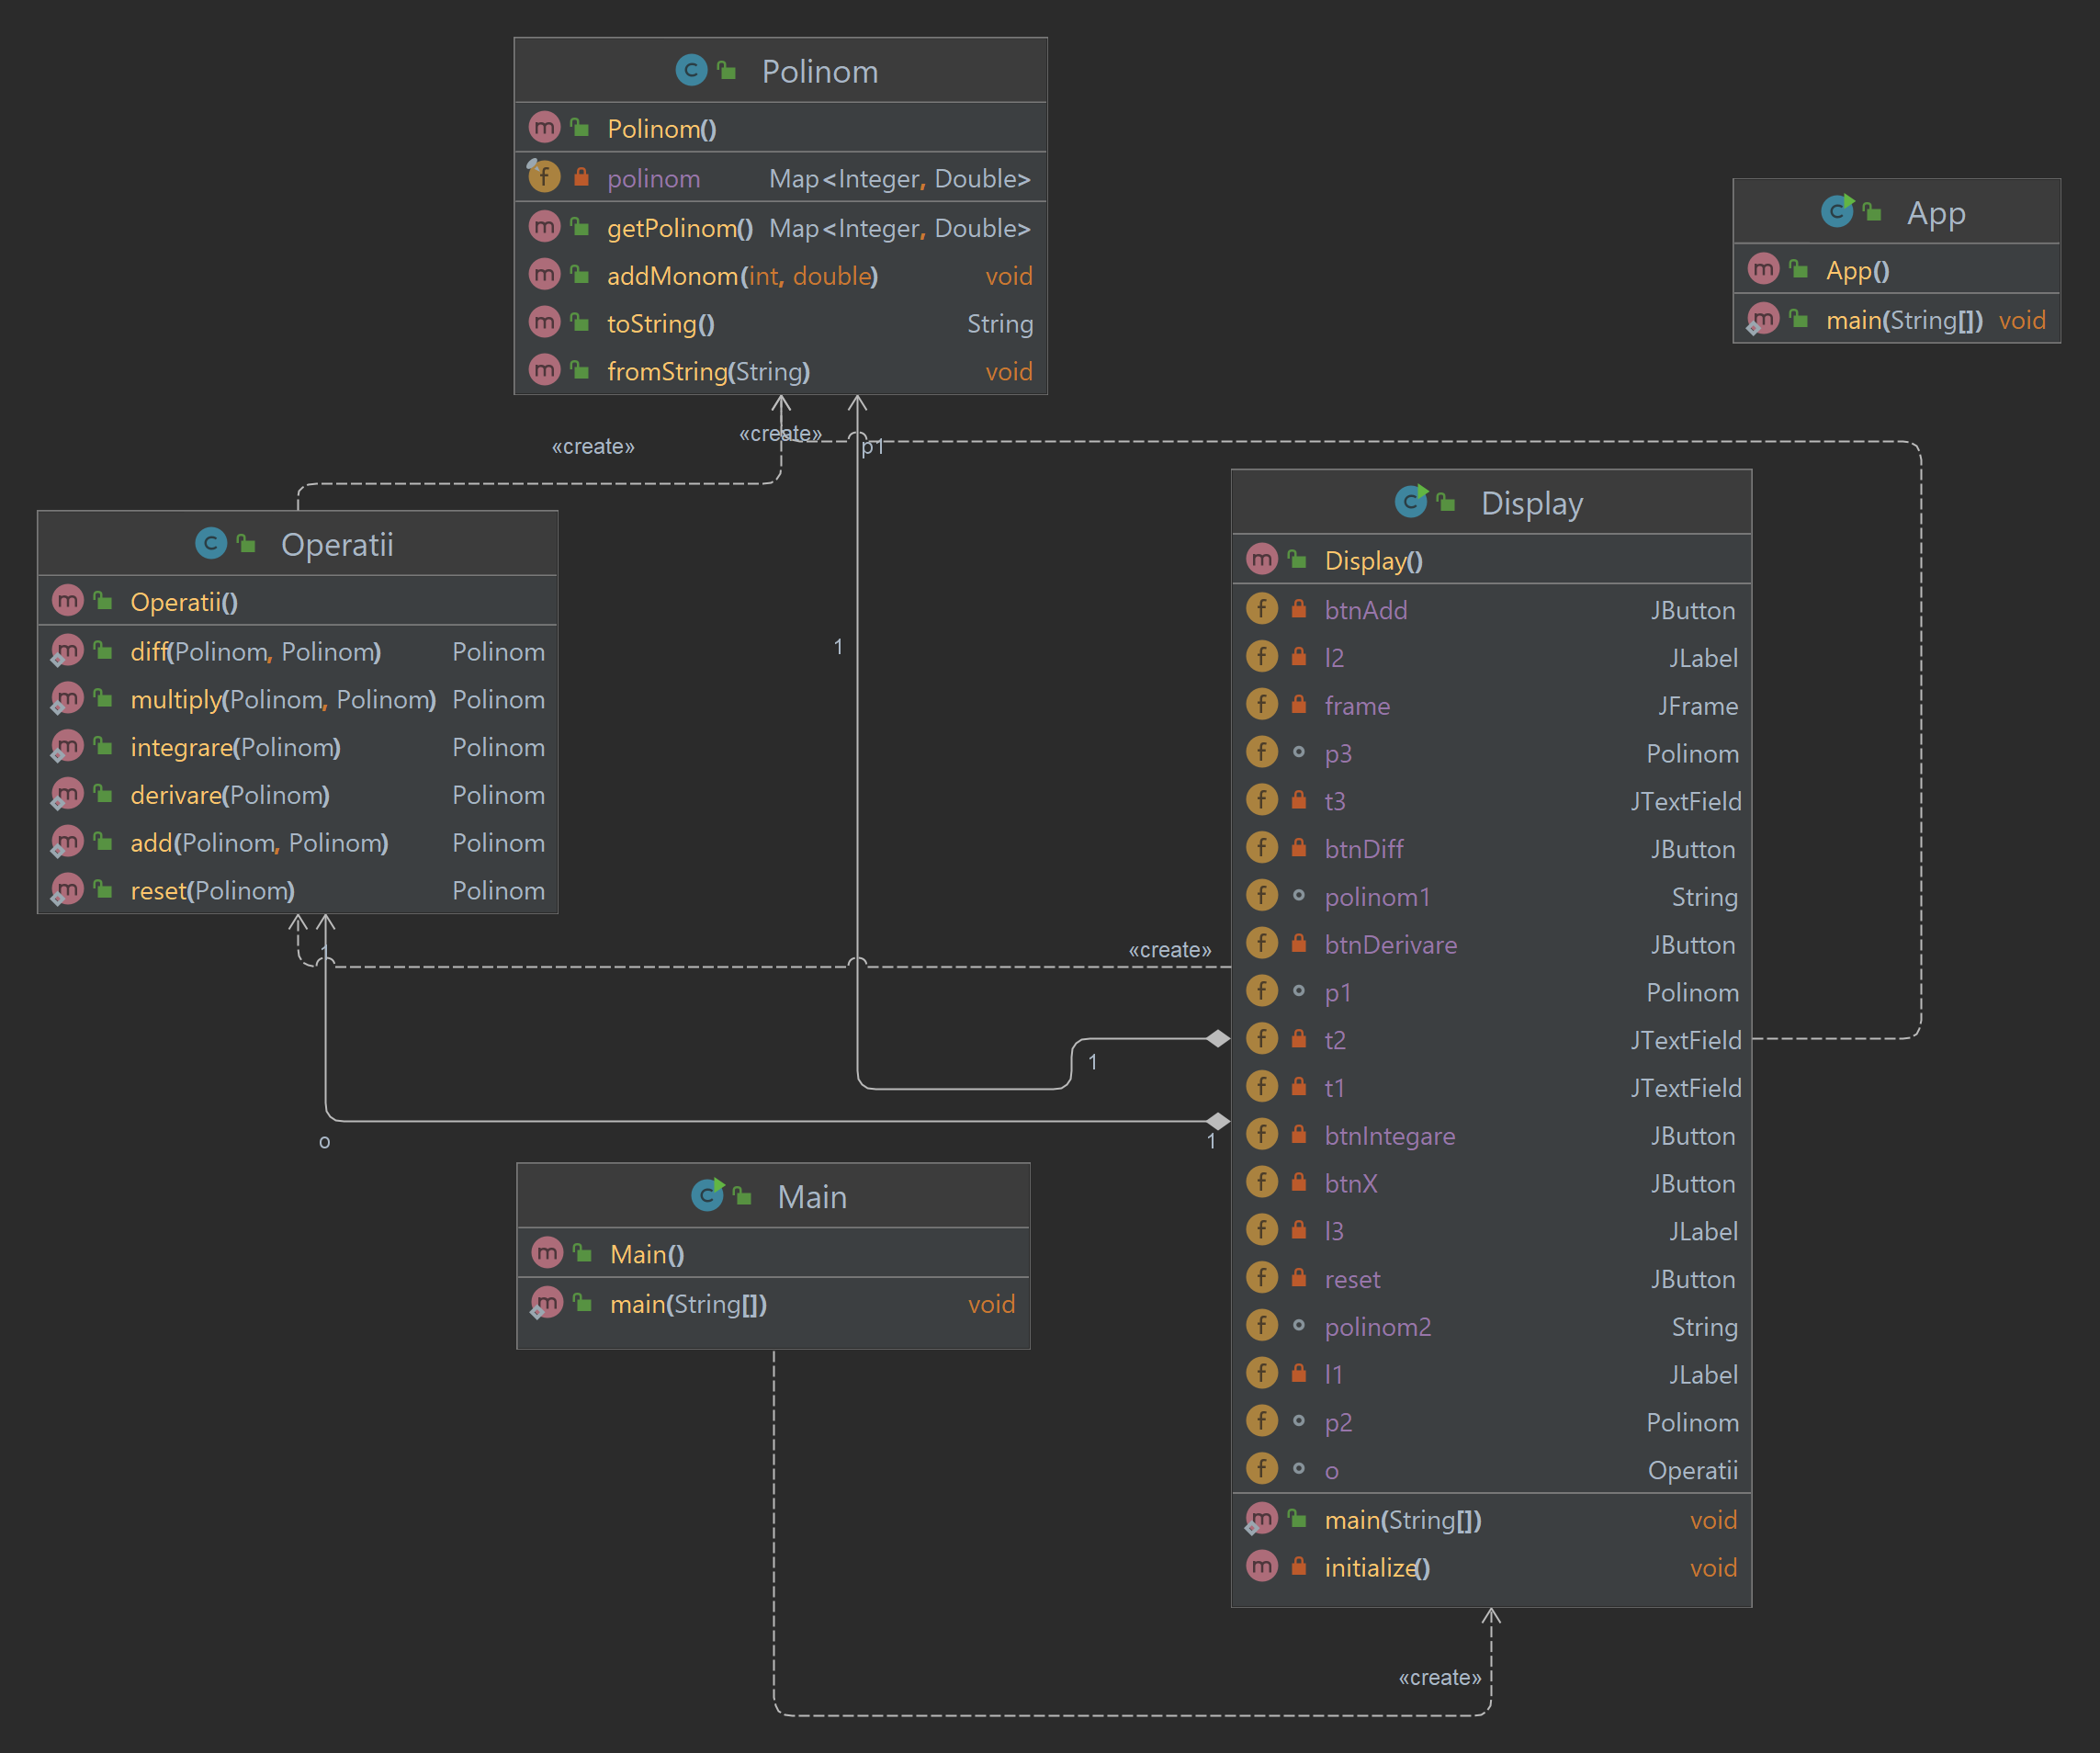 Polinom
Polinom()
polinom Map<Integer, Double>
getPolinom() Map<Integer, Double>
addMonom(int, double) void
toString() String
fromString(String) void
App
App()
main(String[]) void
«create»
«create»
p1
Operatii
Operatii()
diff(Polinom, Polinom) Polinom
multiply(Polinom, Polinom) Polinom
integrare(Polinom) Polinom
derivare(Polinom) Polinom
add(Polinom, Polinom) Polinom
reset(Polinom) Polinom
1
1
«create»
1
o
1
Display
Display()
btnAdd JButton
l2 JLabel
frame JFrame
p3 Polinom
t3 JTextField
btnDiff JButton
polinom1 String
btnDerivare JButton
p1 Polinom
t2 JTextField
t1 JTextField
btnIntegare JButton
btnX JButton
l3 JLabel
reset JButton
polinom2 String
l1 JLabel
p2 Polinom
o Operatii
main(String[]) void
initialize() void
Main
Main()
main(String[]) void
«create»